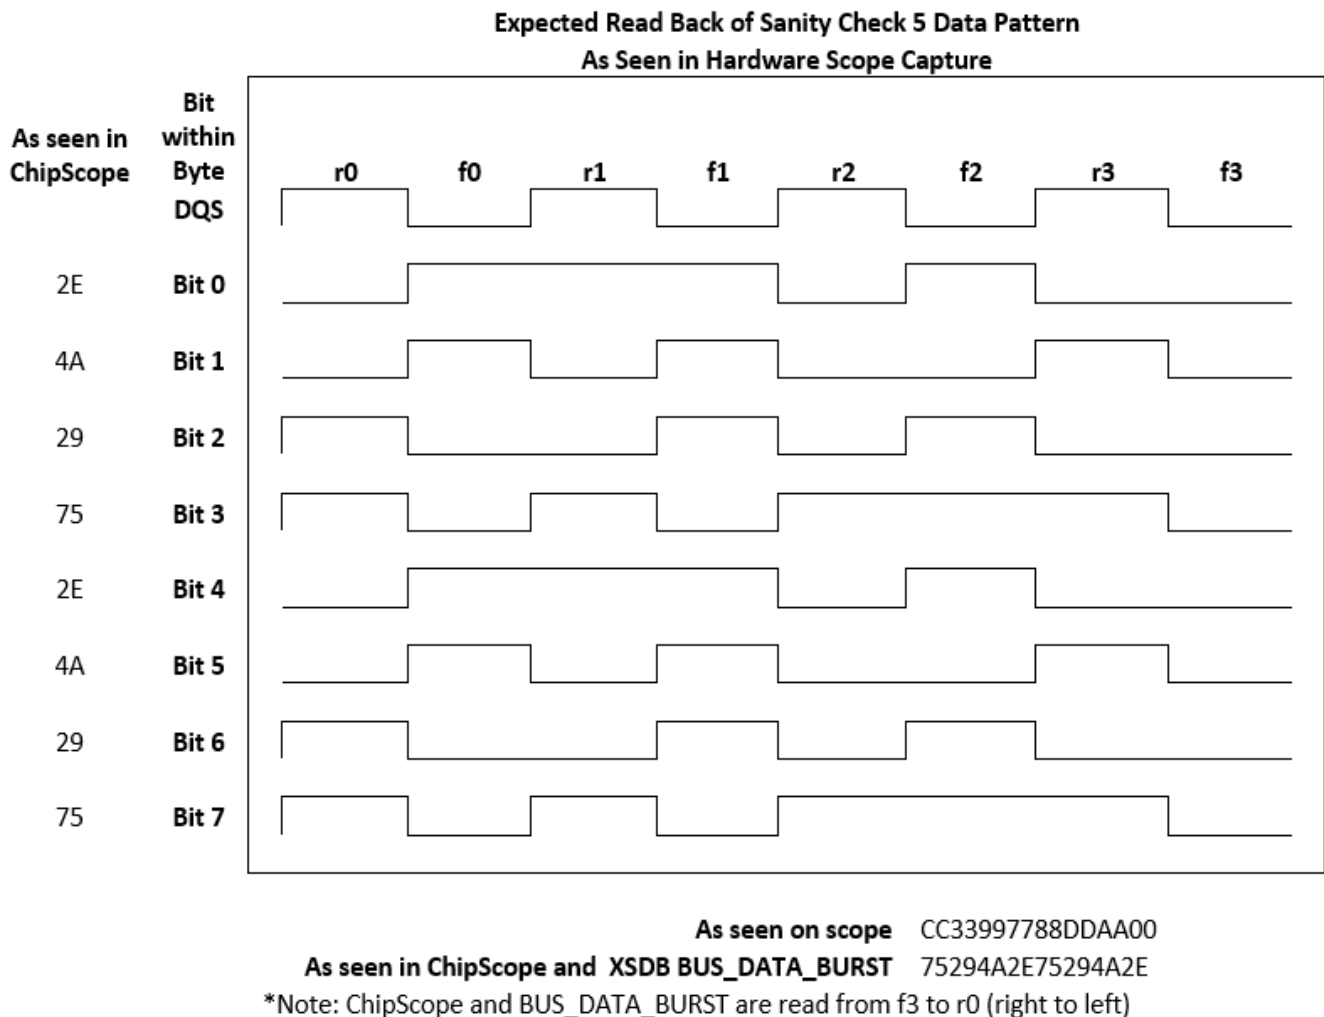 Expected Read Back of Sanity Check 5 Data Pattern
As Seen in Hardware Scope Capture
As seen in
ChipScope
Bit
within
Byte
DQS
r0 f0 r1 f1 r2 f2 r3 f3
2E Bit 0
4A Bit 1
29 Bit 2
75 Bit 3
2E Bit 4
4A Bit 5
29 Bit 6
75 Bit 7
As seen on scope CC33997788DDAA00
As seen in ChipScope and XSDB BUS_DATA_BURST 75294A2E75294A2E
*Note: ChipScope and BUS_DATA_BURST are read from f3 to r0 (right to left)